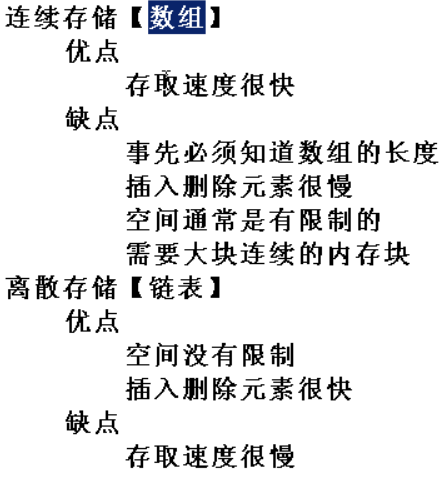 连续存储【数组】
优点
存取速度很快
缺点
事先必须知道数组的长度
插入删除元素很慢
空间通常是有限制的
需要大块连续的内存块
离散存储【链表】
优点
空间没有限制
插入删除元素很快
缺点
存取速度很慢